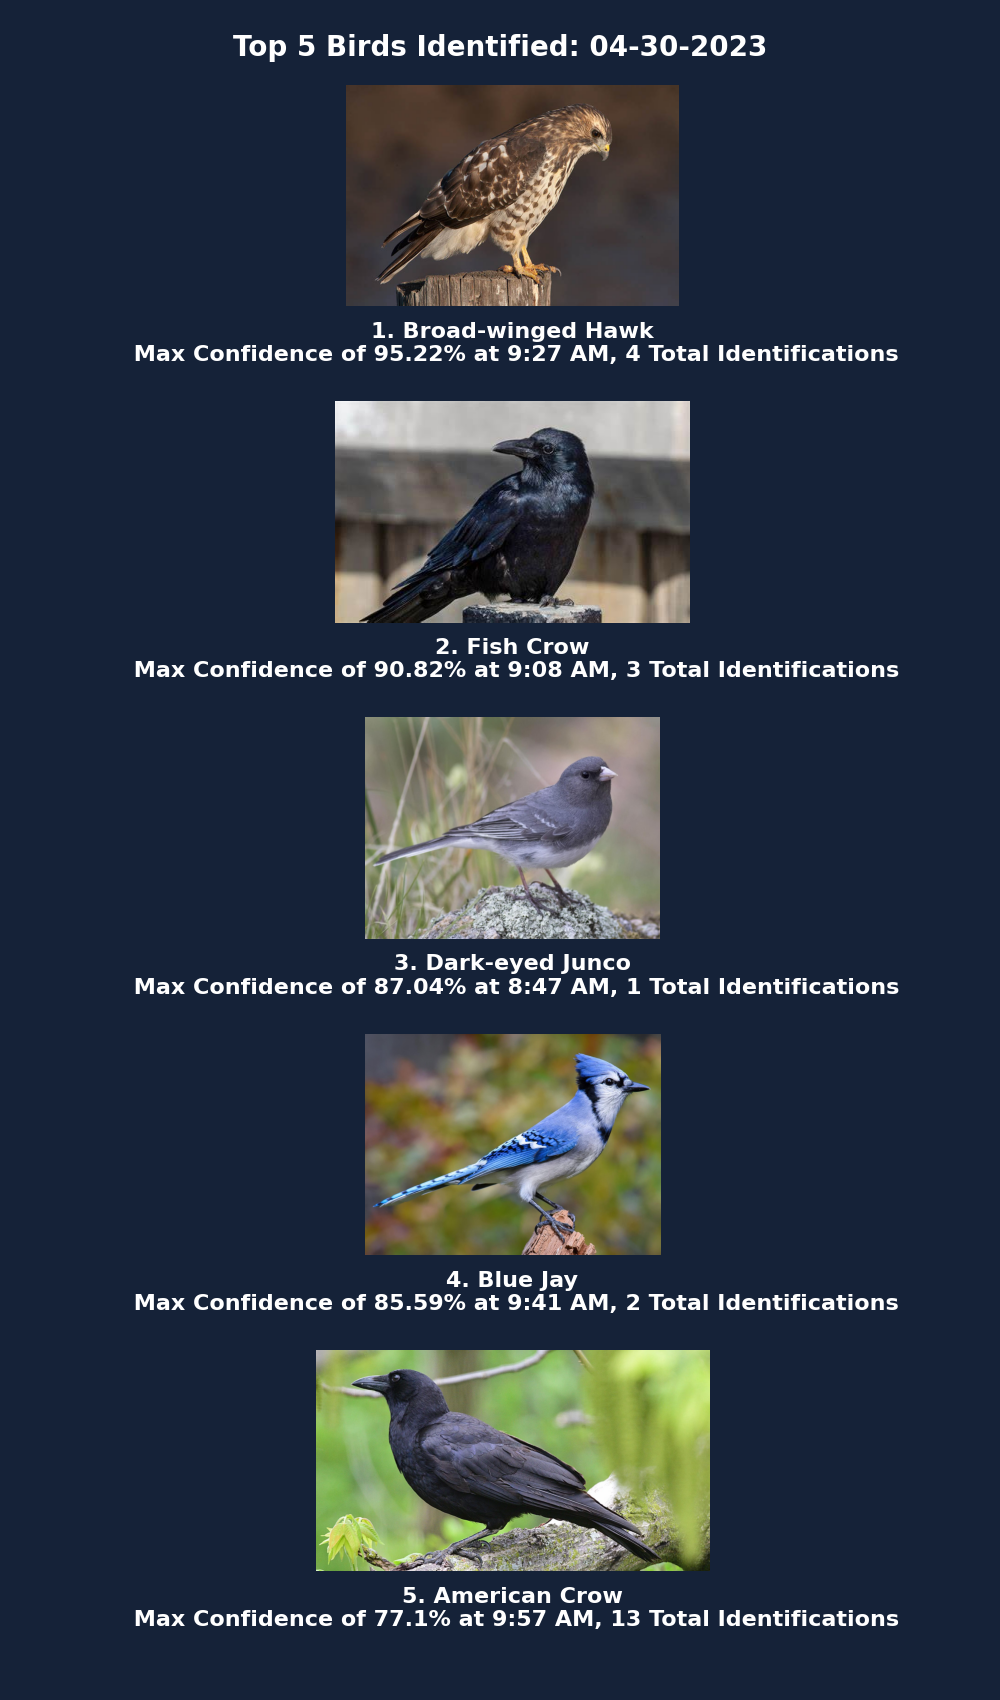 Top 5 Birds Identified: 04-30-2023
1. Broad-winged Hawk
Max Confidence of 95.22% at 9:27 AM, 4 Total Identifications
2. Fish Crow
Max Confidence of 90.82% at 9:08 AM, 3 Total Identifications
3. Dark-eyed Junco
Max Confidence of 87.04% at 8:47 AM, 1 Total Identifications
4. Blue Jay
Max Confidence of 85.59% at 9:41 AM, 2 Total Identifications
5. American Crow
Max Confidence of 77.1% at 9:57 AM, 13 Total Identifications